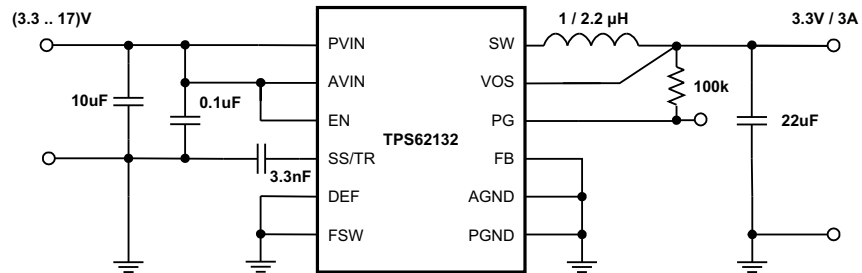 (3.3 .. 17)V
1 / 2.2 µH
3.3V / 3A
PVIN
SW
AVIN
VOS
10uF
0.1uF
100k
EN
PG
22uF
TPS62132
SS/TR
FB
3.3nF
DEF
AGND
FSW
PGND